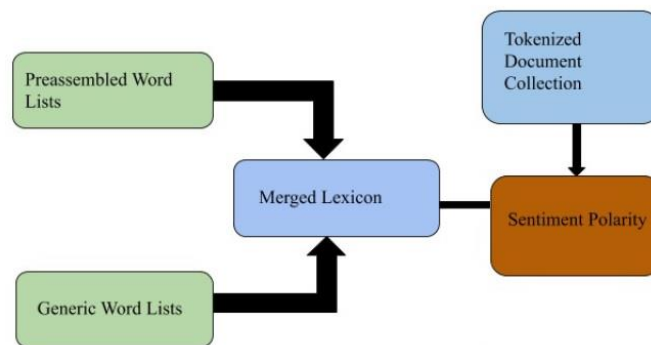 Preassembled Word
Lists
Tokenized
Document
Collection
Merged Lexicon
Sentiment Polarity
Generic Word Lists